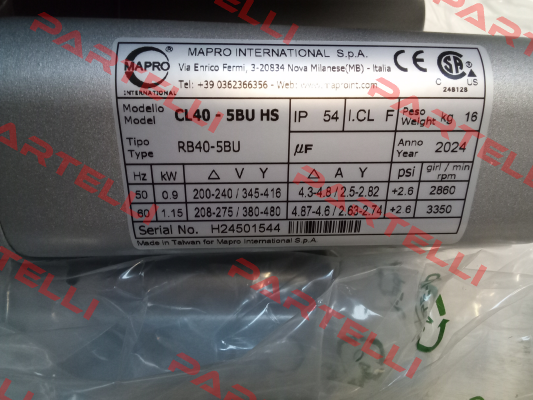 MAPRO INTERNATIONAL S.p.A.
Via Enrico Fermi, 3-20834 Nova Milanese(MB) - Italia
Tel: +39 0362366356 - Web: www.maproint.com
MAPRO ®
INTERNATIONAL
CE
SA ®
C US
248128
Modello
Model CL40 - 5BU HS IP 54 I.CL F Peso
Weight kg 16
Tipo
Type RB40-5BU µF Anno
Year 2024
Hz kW △ V Y △ A Y psi giri / min
rpm
50 0.9 200-240 / 345-416 4.3-4.8 / 2.5-2.82 +2.6 2860
60 1.15 208-275 / 380-480 4.87-4.6 / 2.63-2.74 +2.6 3350
Serial No. H24501544
Made in Taiwan for Mapro International S.p.A
PARTELLI
PARTELLI
PARTELLI